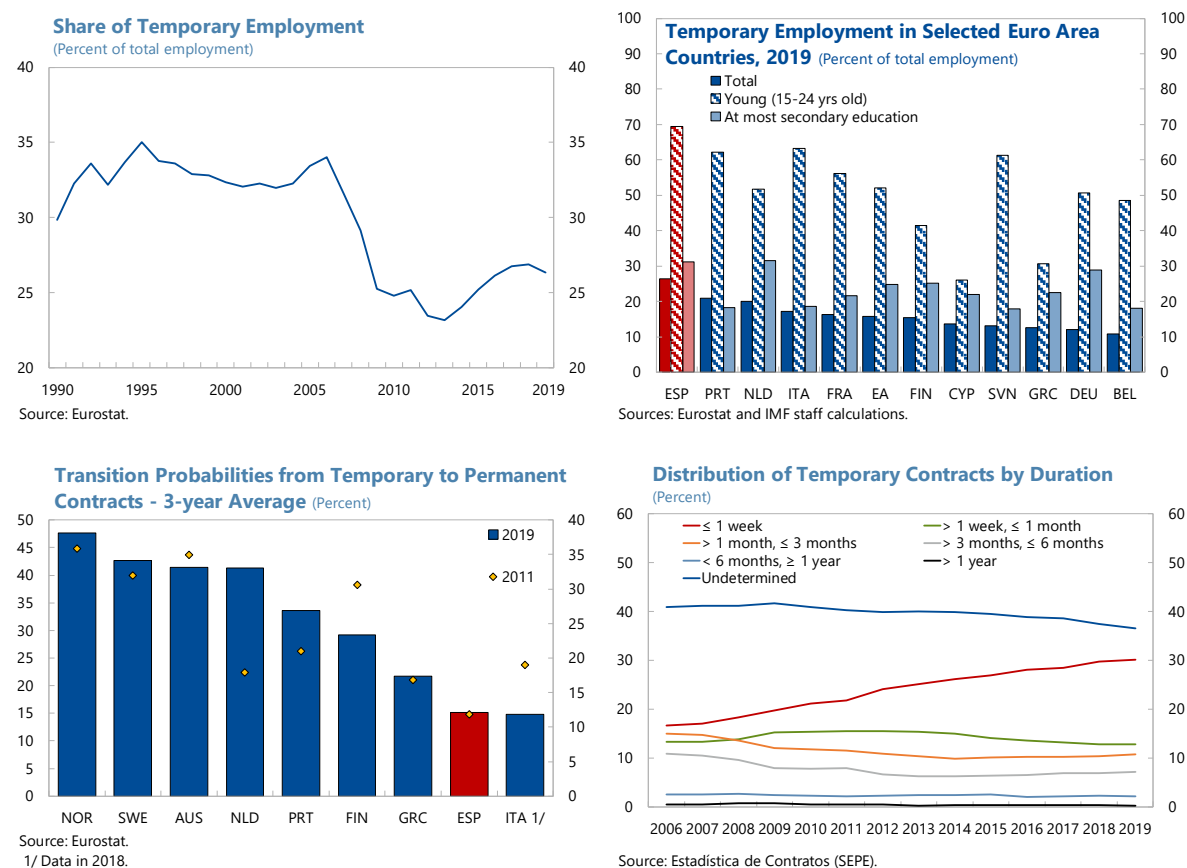 Share of Temporary Employment
(Percent of total employment)
40 40
35 35
30 30
25 25
20 20
1990 1995 2000 2005 2010 2015 2019
Source: Eurostat.
Temporary Employment in Selected Euro Area
Countries, 2019 (Percent of total employment)
Total
Young (15-24 yrs old)
At most secondary education
100 100
90 90
80 80
70 70
60 60
50 50
40 40
30 30
20 20
10 10
0 0
ESP PRT NLD ITA FRA EA FIN CYP SVN GRC DEU BEL
Sources: Eurostat and IMF staff calculations.
Transition Probabilities from Temporary to Permanent
Contracts - 3-year Average (Percent)
2019
2011
50 40
45 35
40 30
35 25
30 20
25 15
20 10
15 5
10 0
5
0
NOR SWE AUS NLD PRT FIN GRC ESP ITA 1/
Source: Eurostat.
1/ Data in 2018.
Distribution of Temporary Contracts by Duration
(Percent)
≤ 1 week > 1 week, ≤ 1 month
> 1 month, ≤ 3 months > 3 months, ≤ 6 months
< 6 months, ≥ 1 year > 1 year
Undetermined
60 60
50 50
40 40
30 30
20 20
10 10
0 0
2006 2007 2008 2009 2010 2011 2012 2013 2014 2015 2016 2017 2018 2019
Source: Estadística de Contratos (SEPE).